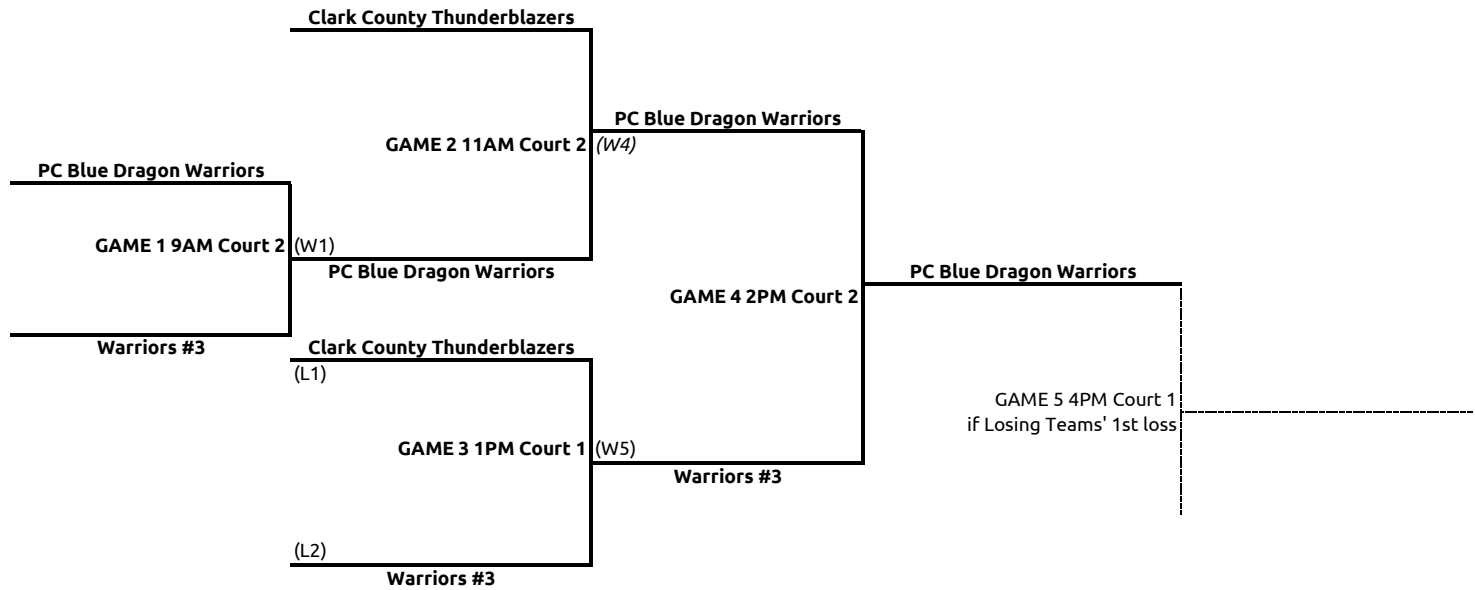 Clark County Thunderblazers
PC Blue Dragon Warriors
GAME 2 11AM Court 2 (W4)
PC Blue Dragon Warriors
GAME 1 9AM Court 2 (W1)
PC Blue Dragon Warriors
PC Blue Dragon Warriors
GAME 4 2PM Court 2
Warriors #3
Clark County Thunderblazers
(L1)
GAME 5 4PM Court 1
if Losing Teams' 1st loss
GAME 3 1PM Court 1 (W5)
Warriors #3
(L2)
Warriors #3